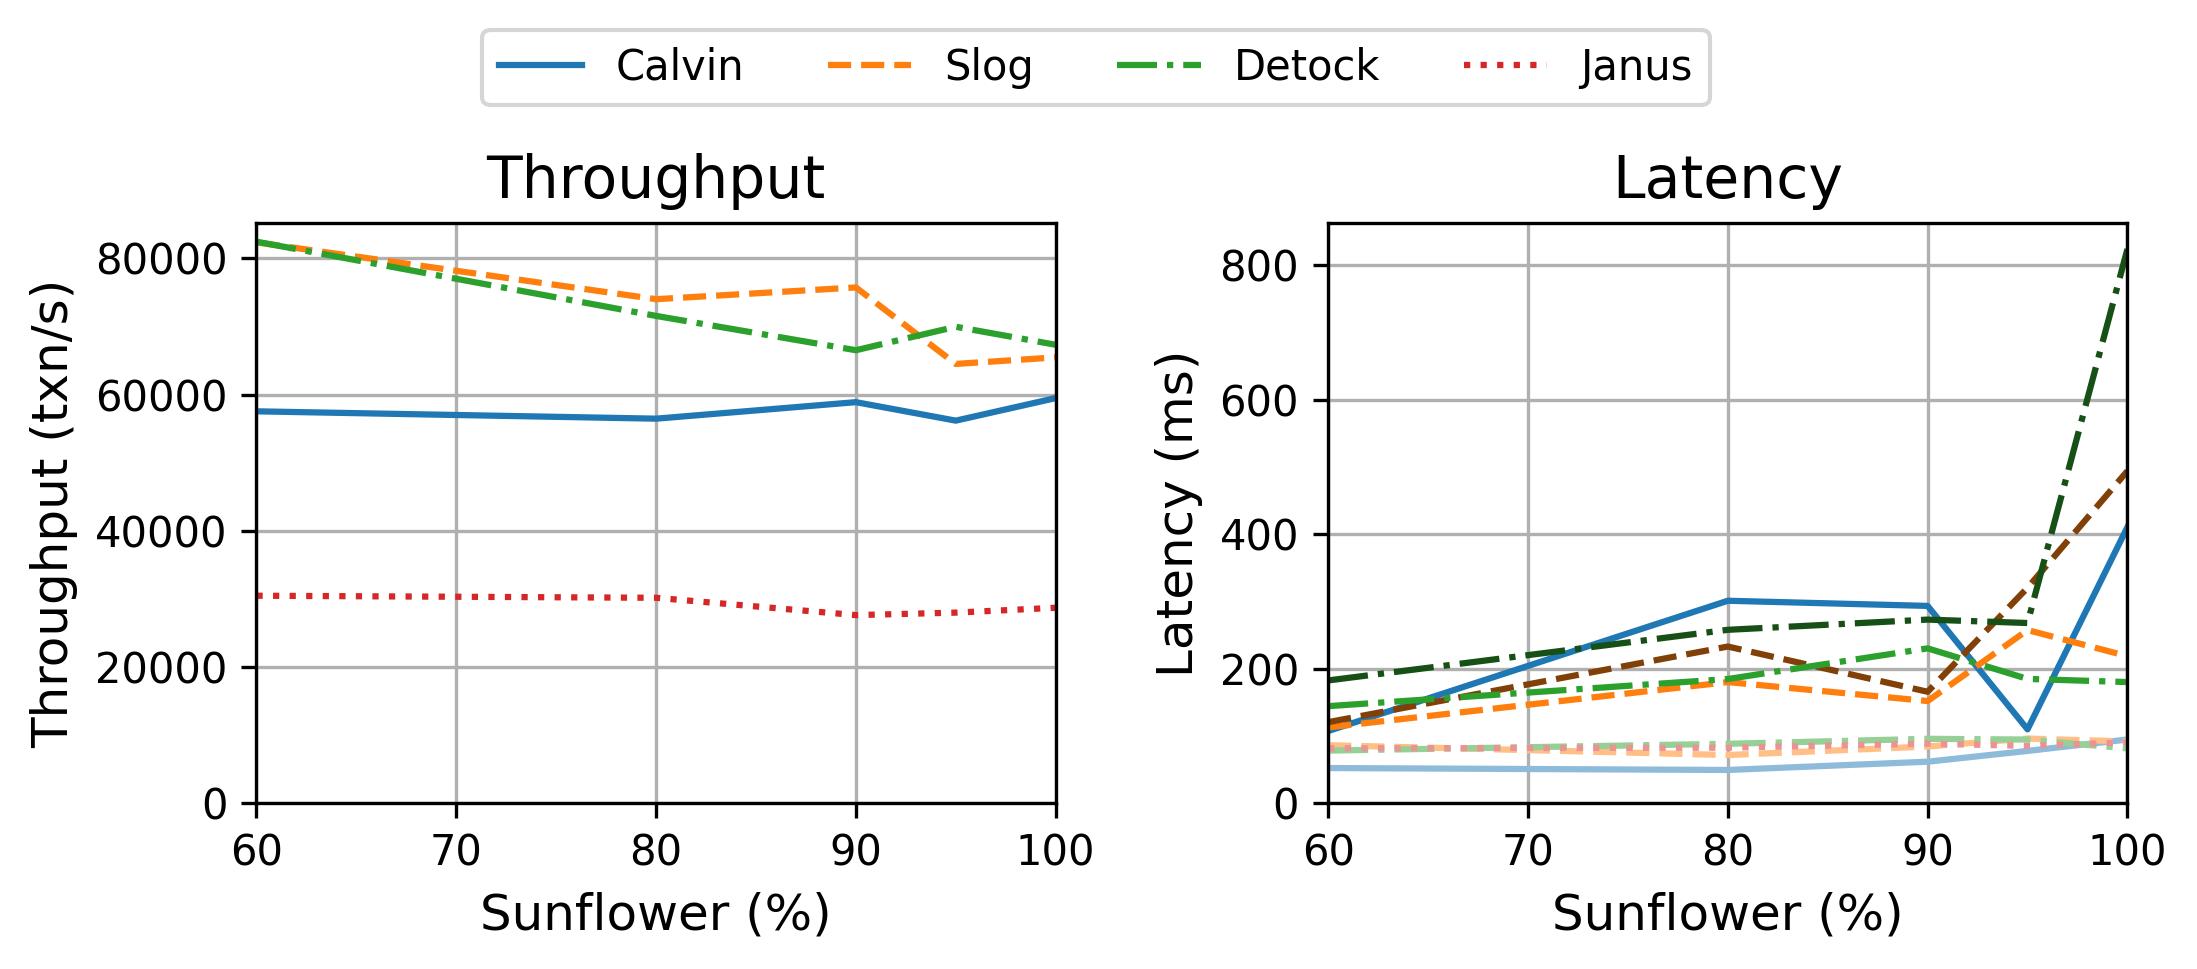 Calvin Slog Detock Janus
Throughput
Throughput (txn/s)
80000
60000
40000
20000
0
60 70 80 90 100
Sunflower (%)
Latency
Latency (ms)
800
600
400
200
0
60 70 80 90 100
Sunflower (%)